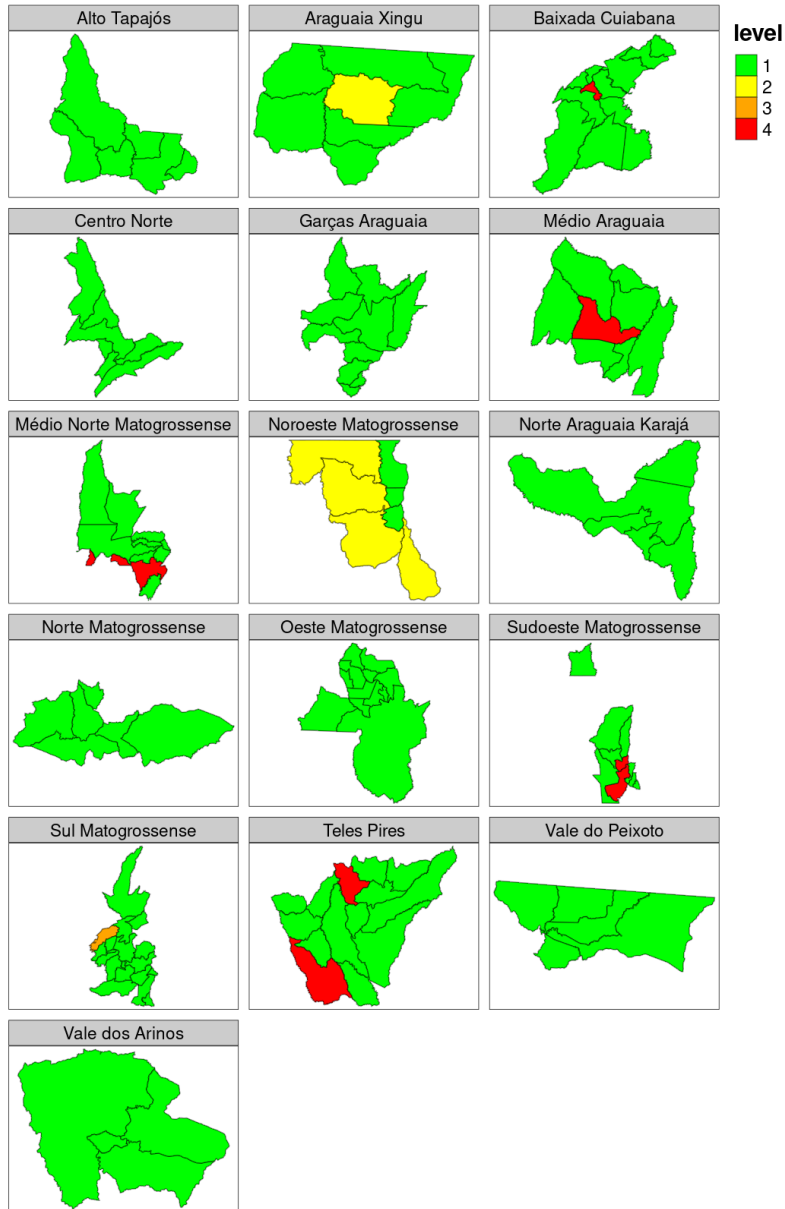 Alto Tapajós
Araguaia Xingu
Baixada Cuiabana
level
1
2
3
4
Centro Norte
Garças Araguaia
Médio Araguaia
Médio Norte Matogrossense
Noroeste Matogrossense
Norte Araguaia Karajá
Norte Matogrossense
Oeste Matogrossense
Sudoeste Matogrossense
Sul Matogrossense
Teles Pires
Vale do Peixoto
Vale dos Arinos